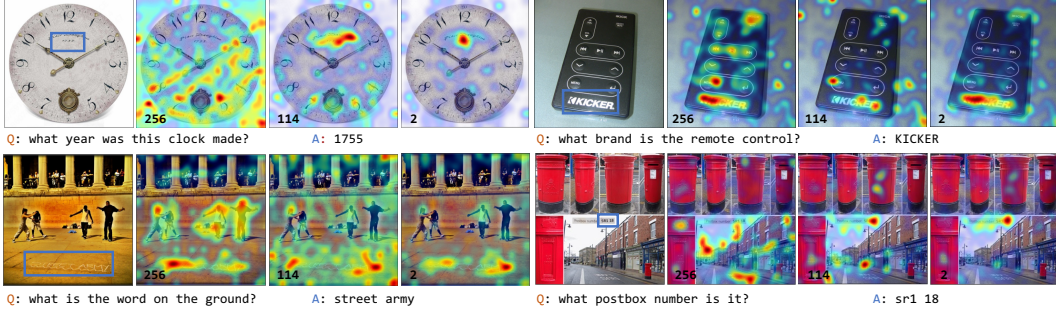 256
114
2
KICKER
KICKER
256
114
2
Q: what year was this clock made?
A: 1755
Q: what brand is the remote control?
A: KICKER
256
114
2
256
114
2
Q: what is the word on the ground?
A: street army
Q: what postbox number is it?
A: sr1 18